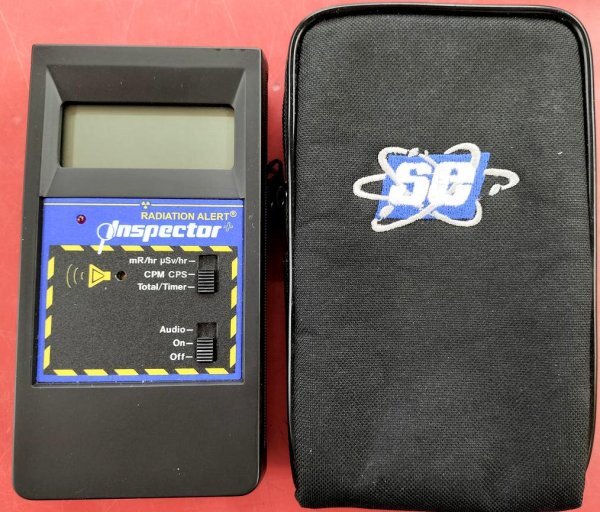 RADIATION ALERT®
Inspector+
mR/hr µSv/hr
CPM CPS
Total/Timer
Audio
On
Off
se